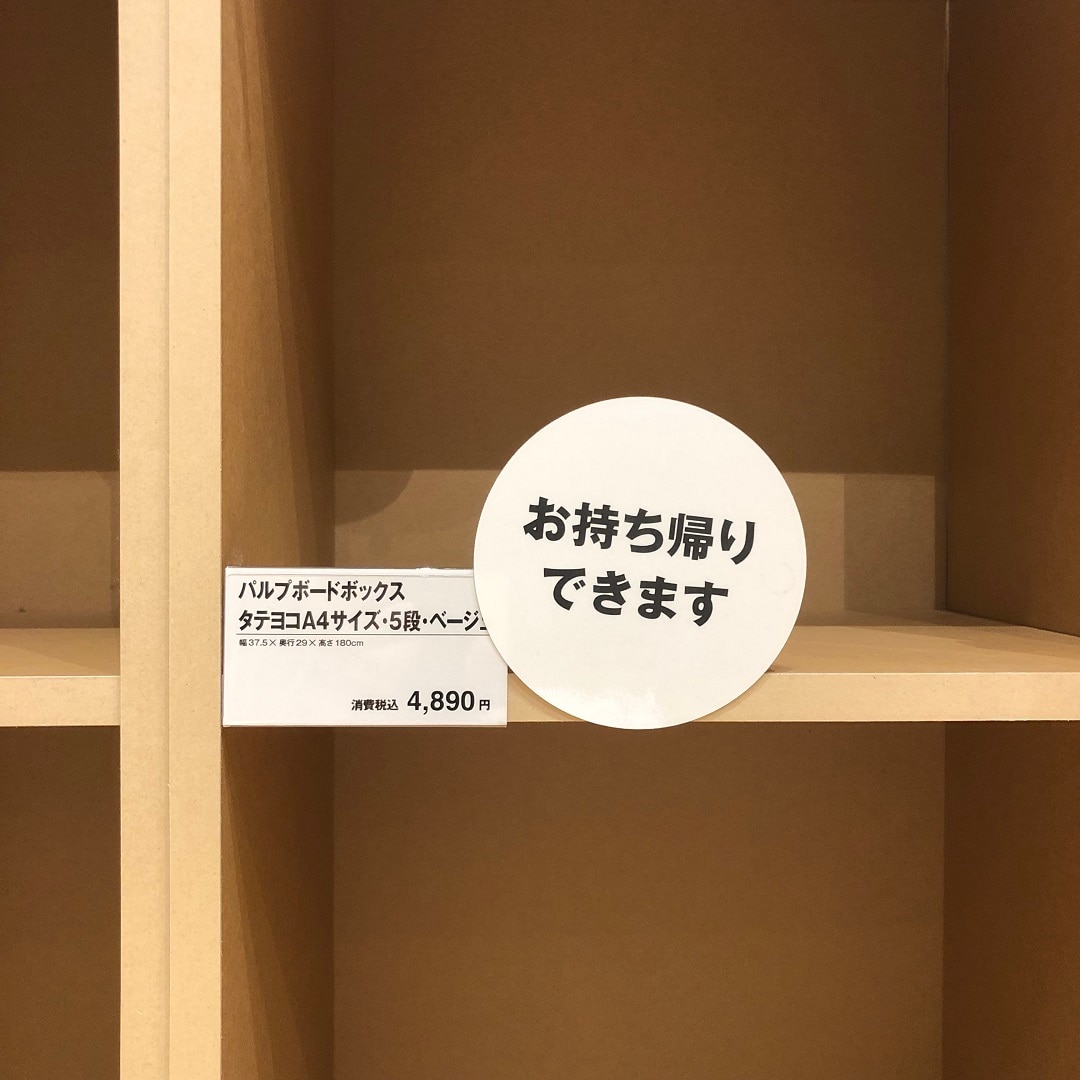 パルプボードボックス
タテヨコA4サイズ・5段・ベージ
幅37.5×奥行29×高さ180cm
消費税込 4,890円
お持ち帰り
できます